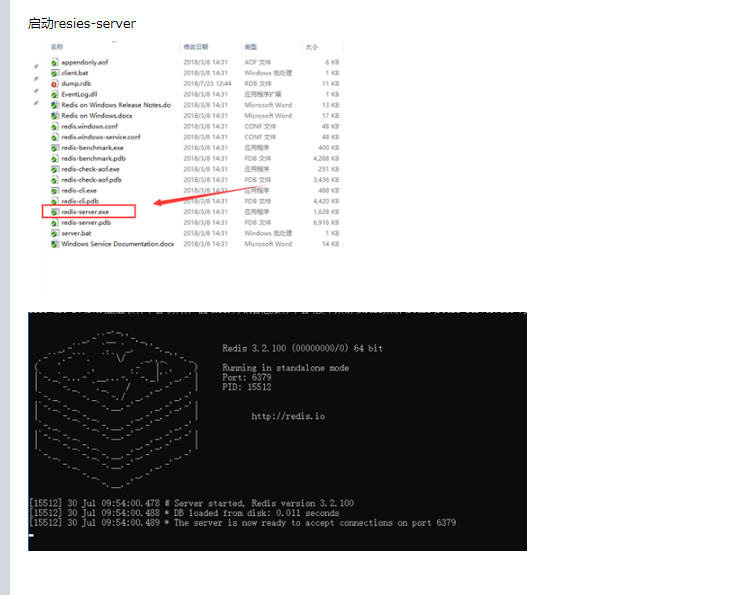 启动resies-server
名称 修改日期 类型 大小
appendonly.aof 2018/3/8 14:31 AOF 文件 6 KB
client.bat 2018/3/8 14:31 Windows 批处理 1 KB
dump.rdb 2018/7/23 12:44 RDB 文件 11 KB
EventLog.dll 2018/3/8 14:31 应用程序扩展 1 KB
Redis on Windows Release Notes.do 2018/3/8 14:31 Microsoft Word 13 KB
Redis on Windows.docx 2018/3/8 14:31 Microsoft Word 17 KB
redis.windows.conf 2018/3/8 14:31 CONF 文件 48 KB
redis.windows-service.conf 2018/3/8 14:31 CONF 文件 48 KB
redis-benchmark.exe 2018/3/8 14:31 应用程序 400 KB
redis-benchmark.pdb 2018/3/8 14:31 PDB 文件 4,268 KB
redis-check-aof.exe 2018/3/8 14:31 应用程序 251 KB
redis-check-aof.pdb 2018/3/8 14:31 PDB 文件 3,436 KB
redis-cli.exe 2018/3/8 14:31 应用程序 488 KB
redis-cli.pdb 2018/3/8 14:31 PDB 文件 4,420 KB
redis-server.exe 2018/3/8 14:31 应用程序 1,628 KB
redis-server.pdb 2018/3/8 14:31 PDB 文件 6,916 KB
server.bat 2018/3/8 14:31 Windows 批处理 1 KB
Windows Service Documentation.docx 2018/3/8 14:31 Microsoft Word 14 KB
Redis 3.2.100 (00000000/0) 64 bit
Running in standalone mode
Port: 6379
PID: 15512
http://redis.io
[15512] 30 Jul 09:54:00.478 # Server started, Redis version 3.2.100
[15512] 30 Jul 09:54:00.488 * DB loaded from disk: 0.011 seconds
[15512] 30 Jul 09:54:00.489 * The server is now ready to accept connections on port 6379